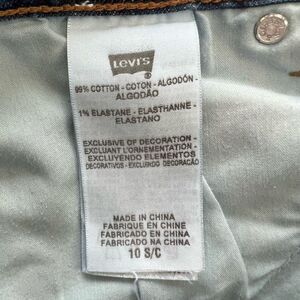 LEVI'S
®
99% COTTON - COTON - ALGODÓN -
ALGODÃO
1% ELASTANE - ELASTHANNE -
ELASTANO
EXCLUSIVE OF DECORATION -
EXCLUANT L'ORNEMENTATION -
EXCLUYENDO ELEMENTOS
DECORATIVOS - EXCLUINDO DECORAÇÃO
MADE IN CHINA
FABRIQUE EN CHINE
FABRICADO EN CHINA
FABRICADO NA CHINA
10 S/C